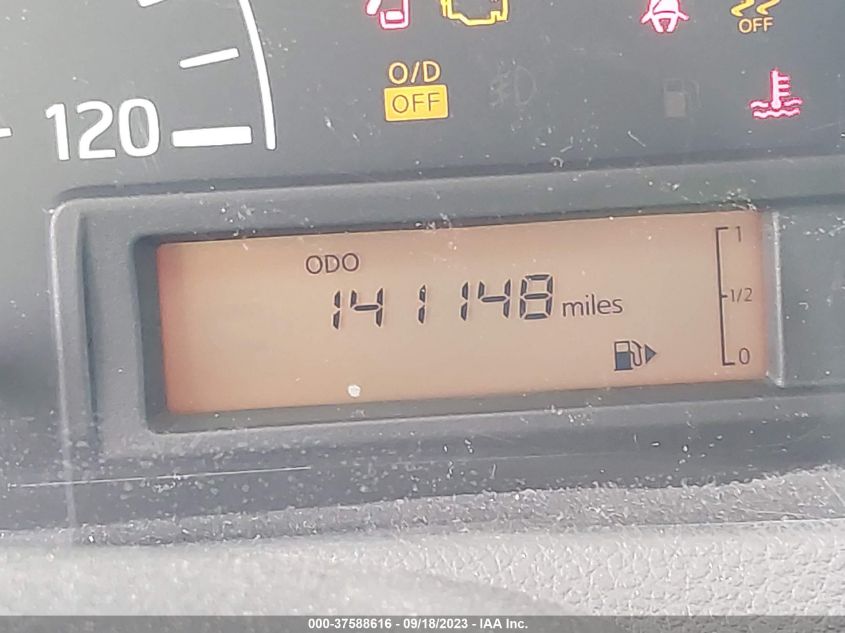 OFF
O/D
OFF
120
ODO
141148 miles
1
1/2
0
000-37588616 - 09/18/2023 - IAA Inc.